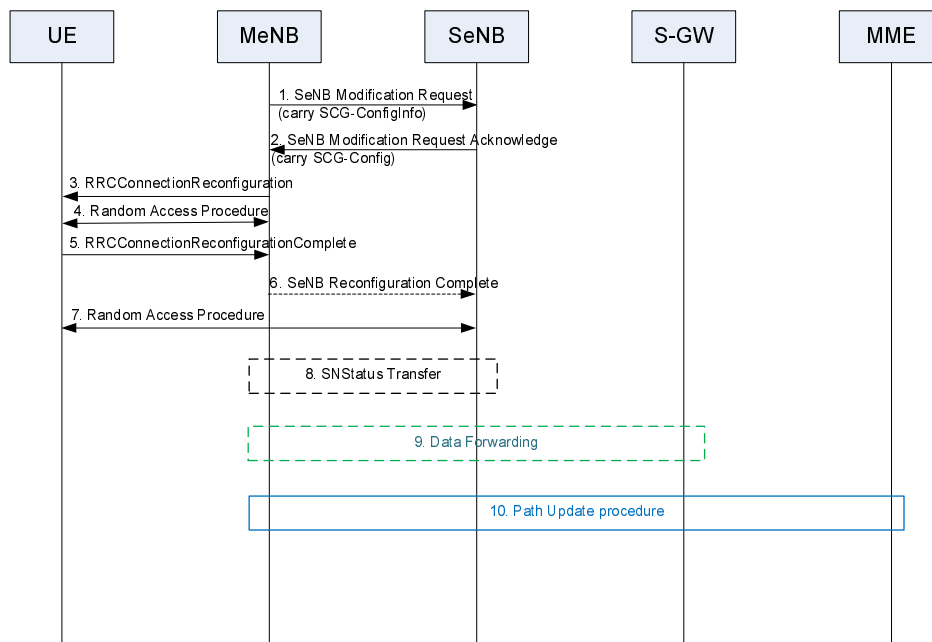 UE
MeNB
SeNB
S-GW
MME
1. SeNB Modification Request
(carry SCG-ConfigInfo)
2. SeNB Modification Request Acknowledge
(carry SCG-Config)
3. RRCConnectionReconfiguration
4. Random Access Procedure
5. RRCConnectionReconfigurationComplete
6. SeNB Reconfiguration Complete
7. Random Access Procedure
8. SNStatus Transfer
9. Data Forwarding
10. Path Update procedure